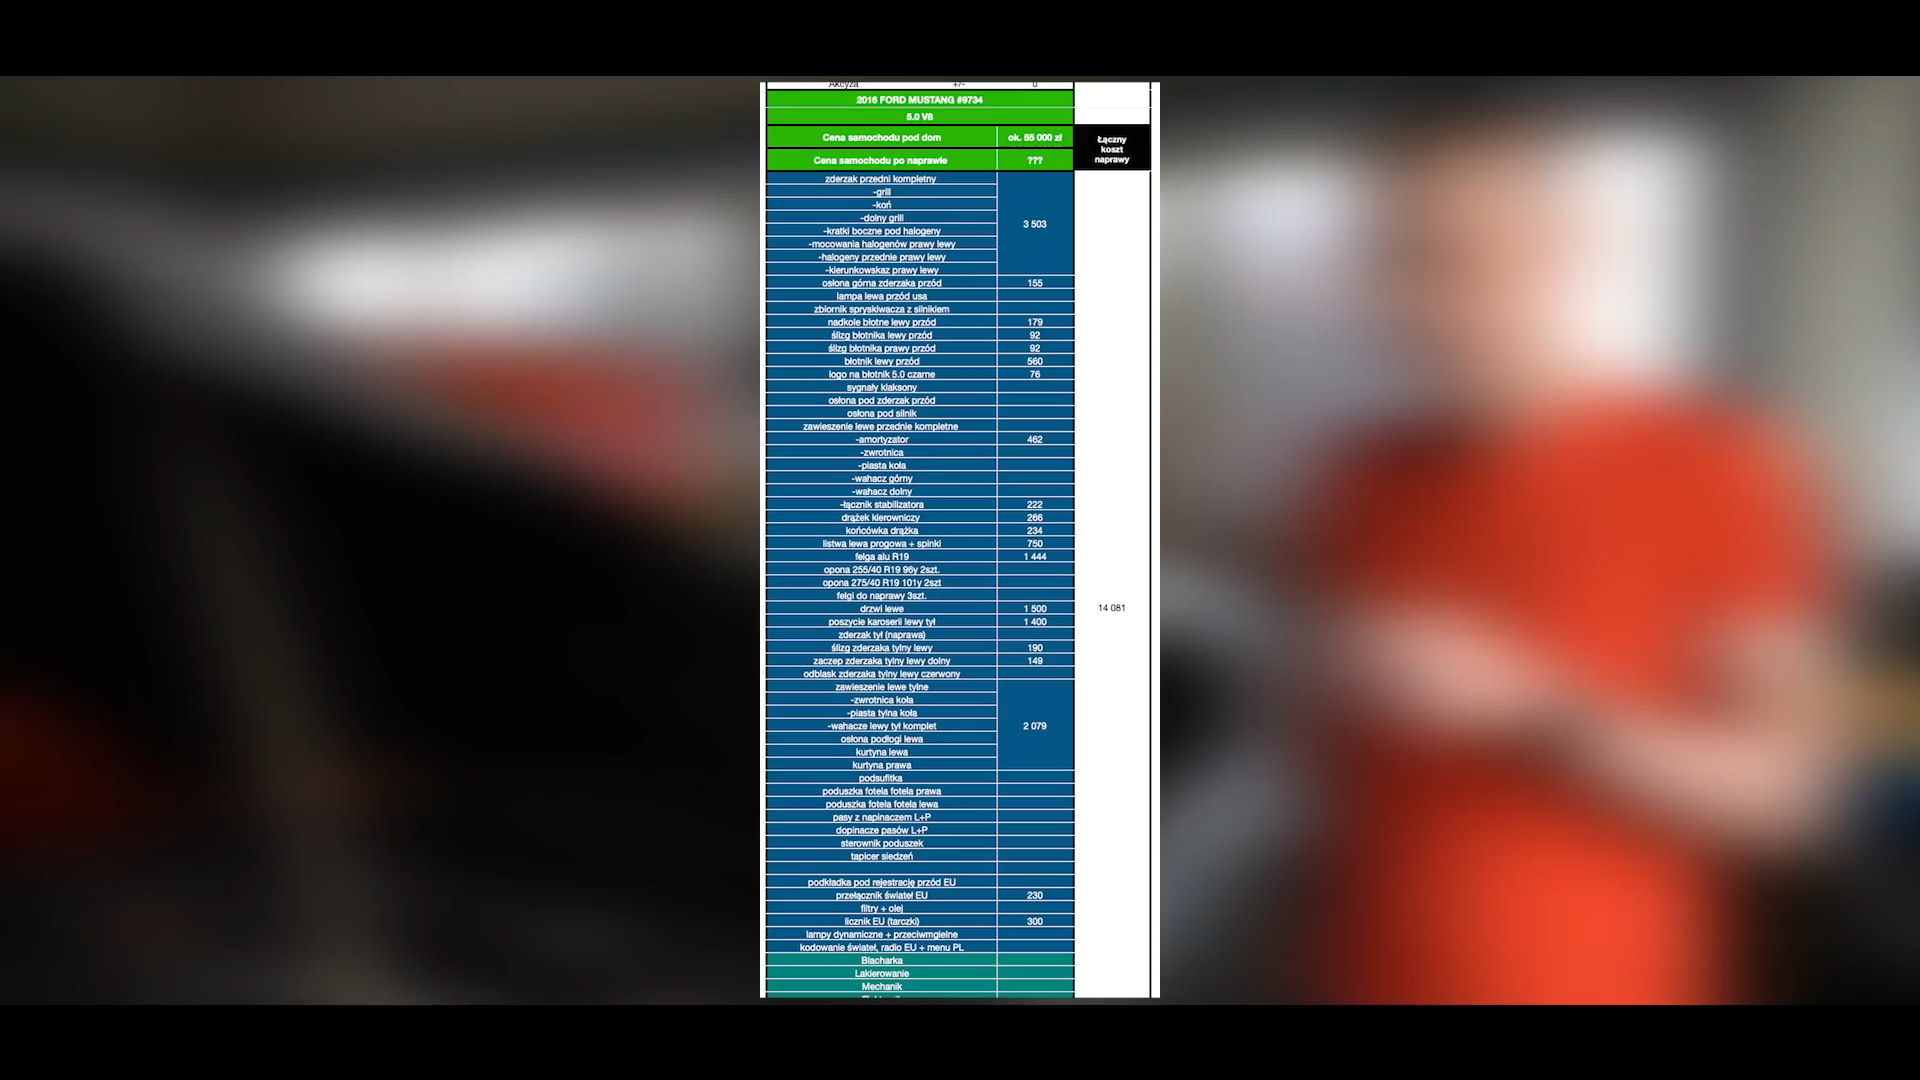 Akcyza +/- 0
2016 FORD MUSTANG #9734
5.0 V8
Cena samochodu pod dom ok. 55 000 zł
Łączny
koszt
naprawy
Cena samochodu po naprawie ???
zderzak przedni kompletny
-grill
-koń
-dolny grill
3 503
-kratki boczne pod halogeny
-mocowania halogenów prawy lewy
-halogeny przednie prawy lewy
-kierunkowskaz prawy lewy
osłona górna zderzaka przód 155
lampa lewa przód usa
zbiornik spryskiwacza z silnikiem
nadkole błotne lewy przód 179
ślizg błotnika lewy przód 92
ślizg błotnika prawy przód 92
błotnik lewy przód 560
logo na błotnik 5.0 czarne 76
sygnały klaksony
osłona pod zderzak przód
osłona pod silnik
zawieszenie lewe przednie kompletne
-amortyzator 462
-zwrotnica
-piasta koła
-wahacz górny
-wahacz dolny
-łącznik stabilizatora 222
drążek kierowniczy 266
końcówka drążka 234
listwa lewa progowa + spinki 750
felga alu R19 1 444
opona 255/40 R19 96y 2szt.
opona 275/40 R19 101y 2szt
felgi do naprawy 3szt.
drzwi lewe 1 500 14 081
poszycie karoserii lewy tył 1 400
zderzak tył (naprawa)
ślizg zderzaka tylny lewy 190
zaczep zderzaka tylny lewy dolny 149
odblask zderzaka tylny lewy czerwony
zawieszenie lewe tylne
-zwrotnica koła
-piasta tylna koła
-wahacze lewy tył komplet 2 079
osłona podłogi lewa
kurtyna lewa
kurtyna prawa
podsufitka
poduszka fotela fotela prawa
poduszka fotela fotela lewa
pasy z napinaczem L+P
dopinacze pasów L+P
sterownik poduszek
tapicer siedzeń
podkładka pod rejestrację przód EU
przełącznik świateł EU 230
filtry + olej
licznik EU (tarczki) 300
lampy dynamiczne + przeciwmgielne
kodowanie świateł, radio EU + menu PL
Blacharka
Lakierowanie
Mechanik